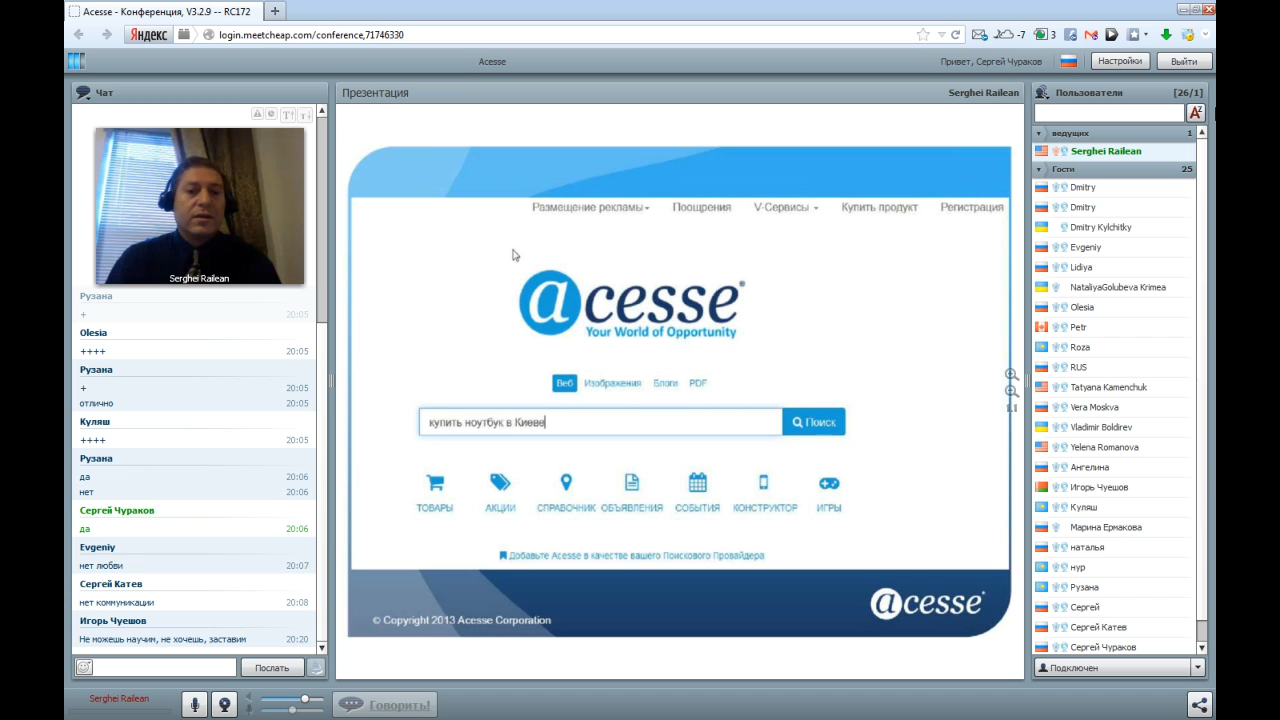 Acesse - Конференция, V3.2.9 -- RC172
Яндекс
login.meetcheap.com/conference,71746330
-7
3
Acesse
Привет, Сергей Чураков
Настройки
Выйти
Чат
Serghei Railean
Рузана
+ 20:05
Olesia
++++ 20:05
Рузана
+ 20:05
отлично 20:05
Куляш
++++ 20:05
Рузана
да 20:06
нет 20:06
Сергей Чураков
да 20:06
Evgeniy
нет любви 20:07
Сергей Катев
нет коммуникации 20:08
Игорь Чуешов
Не можешь научим, не хочешь, заставим 20:20
Послать
Serghei Railean
Презентация
Serghei Railean
Размещение рекламы
Поощрения
V-Сервисы
Купить продукт
Регистрация
acesse®
Your World of Opportunity
Веб
Изображения
Блоги
PDF
купить ноутбук в Киеве
Поиск
ТОВАРЫ
АКЦИИ
СПРАВОЧНИК
ОБЪЯВЛЕНИЯ
СОБЫТИЯ
КОНСТРУКТОР
ИГРЫ
Добавьте Acesse в качестве вашего Поискового Провайдера
© Copyright 2013 Acesse Corporation
acesse®
1:1
Говорить!
Пользователи [26/1]
AZ
ведущих 1
Serghei Railean
Гости 25
Dmitry
Dmitry
Dmitry Kylchitky
Evgeniy
Lidiya
NataliyaGolubeva Krimea
Olesia
Petr
Roza
RUS
Tatyana Kamenchuk
Vera Moskva
Vladimir Boldirev
Yelena Romanova
Ангелина
Игорь Чуешов
Куляш
Марина Ермакова
наталья
нур
Рузана
Сергей
Сергей Катев
Сергей Чураков
Подключен